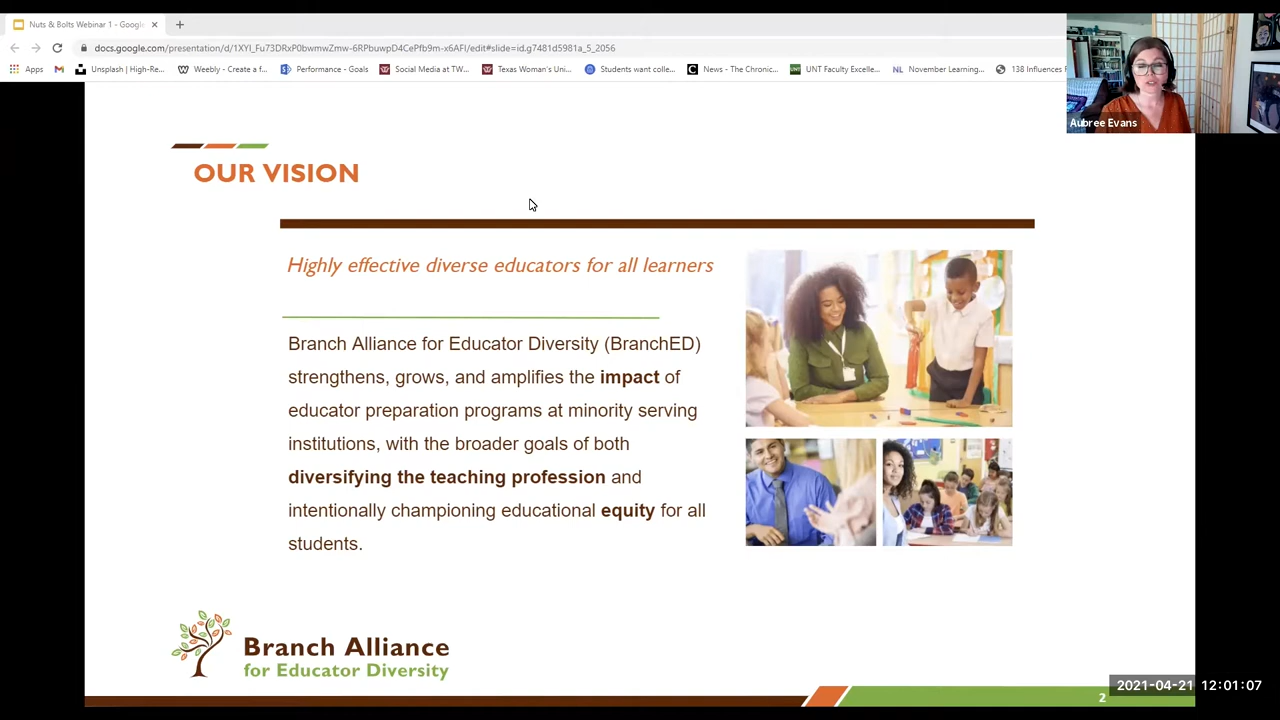 Nuts & Bolts Webinar 1 - Googl
docs.google.com/presentation/d/1XYl_Fu73DRxP0bwmwZmw-6RPbuwpD4CePfb9m-x6AFI/edit#slide=id.g7481d5981a_5_2056
Apps Unsplash | High-Re... Weebly - Create a f... Performance - Goals Social Media at TW... Texas Woman's Uni... Students want colle... News - The Chronic... UNT Faculty Excelle... November Learning... 138 Influences
Aubree Evans
OUR VISION
Highly effective diverse educators for all learners
Branch Alliance for Educator Diversity (BranchED)
strengthens, grows, and amplifies the impact of
educator preparation programs at minority serving
institutions, with the broader goals of both
diversifying the teaching profession and
intentionally championing educational equity for all
students.
Branch Alliance
for Educator Diversity
2021-04-21 12:01:07
2